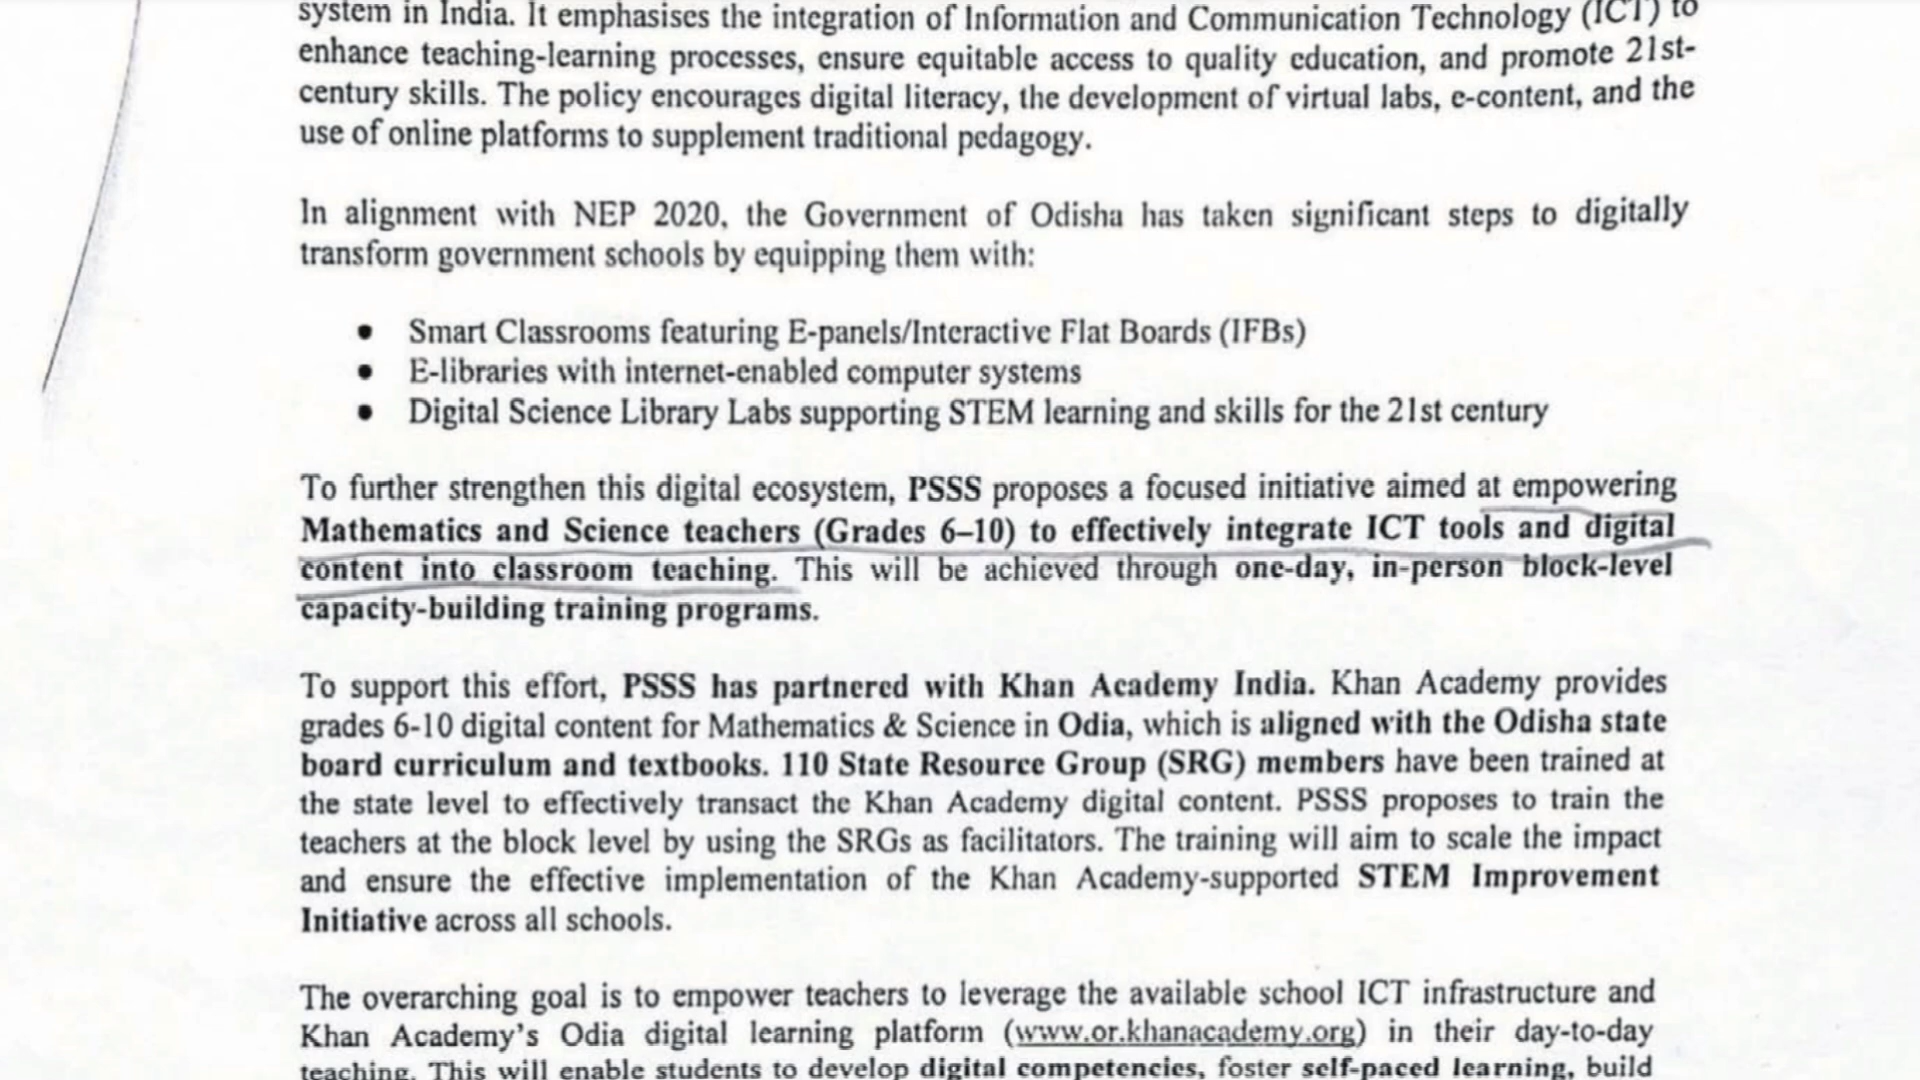 system in India. It emphasises the integration of Information and Communication Technology (ICT) to
enhance teaching-learning processes, ensure equitable access to quality education, and promote 21st-
century skills. The policy encourages digital literacy, the development of virtual labs, e-content, and the
use of online platforms to supplement traditional pedagogy.
In alignment with NEP 2020, the Government of Odisha has taken significant steps to digitally
transform government schools by equipping them with:
• Smart Classrooms featuring E-panels/Interactive Flat Boards (IFBs)
• E-libraries with internet-enabled computer systems
• Digital Science Library Labs supporting STEM learning and skills for the 21st century
To further strengthen this digital ecosystem, PSSS proposes a focused initiative aimed at empowering
Mathematics and Science teachers (Grades 6–10) to effectively integrate ICT tools and digital
content into classroom teaching. This will be achieved through one-day, in-person block-level
capacity-building training programs.
To support this effort, PSSS has partnered with Khan Academy India. Khan Academy provides
grades 6-10 digital content for Mathematics & Science in Odia, which is aligned with the Odisha state
board curriculum and textbooks. 110 State Resource Group (SRG) members have been trained at
the state level to effectively transact the Khan Academy digital content. PSSS proposes to train the
teachers at the block level by using the SRGs as facilitators. The training will aim to scale the impact
and ensure the effective implementation of the Khan Academy-supported STEM Improvement
Initiative across all schools.
The overarching goal is to empower teachers to leverage the available school ICT infrastructure and
Khan Academy's Odia digital learning platform (www.or.khanacademy.org) in their day-to-day
teaching. This will enable students to develop digital competencies, foster self-paced learning, build